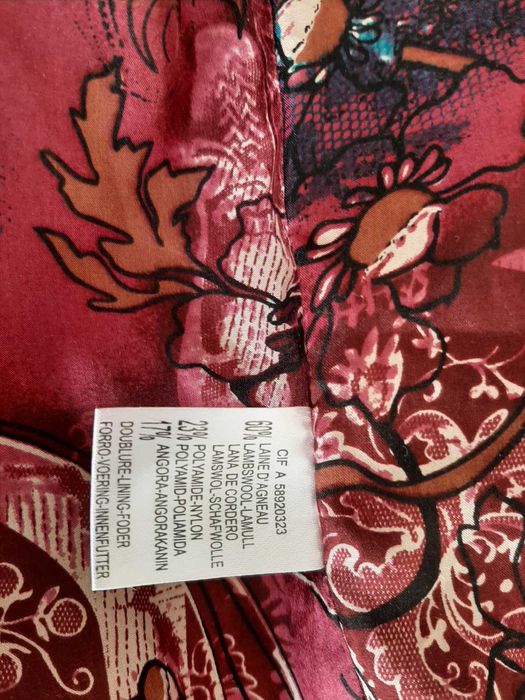 CIF A 58920323
60% LAINE D'AGNEAU
LAMBSWOOL-LAMULL
LANA DE CORDERO
LAMSWOL-SCHAFWOLLE
23% POLYAMIDE-NYLON
POLYAMID-POLIAMIDA
17% ANGORA-ANGORAKANIN
DOUBLURE-LINING-FODER
FORRO-VOERING-INNENFUTTER